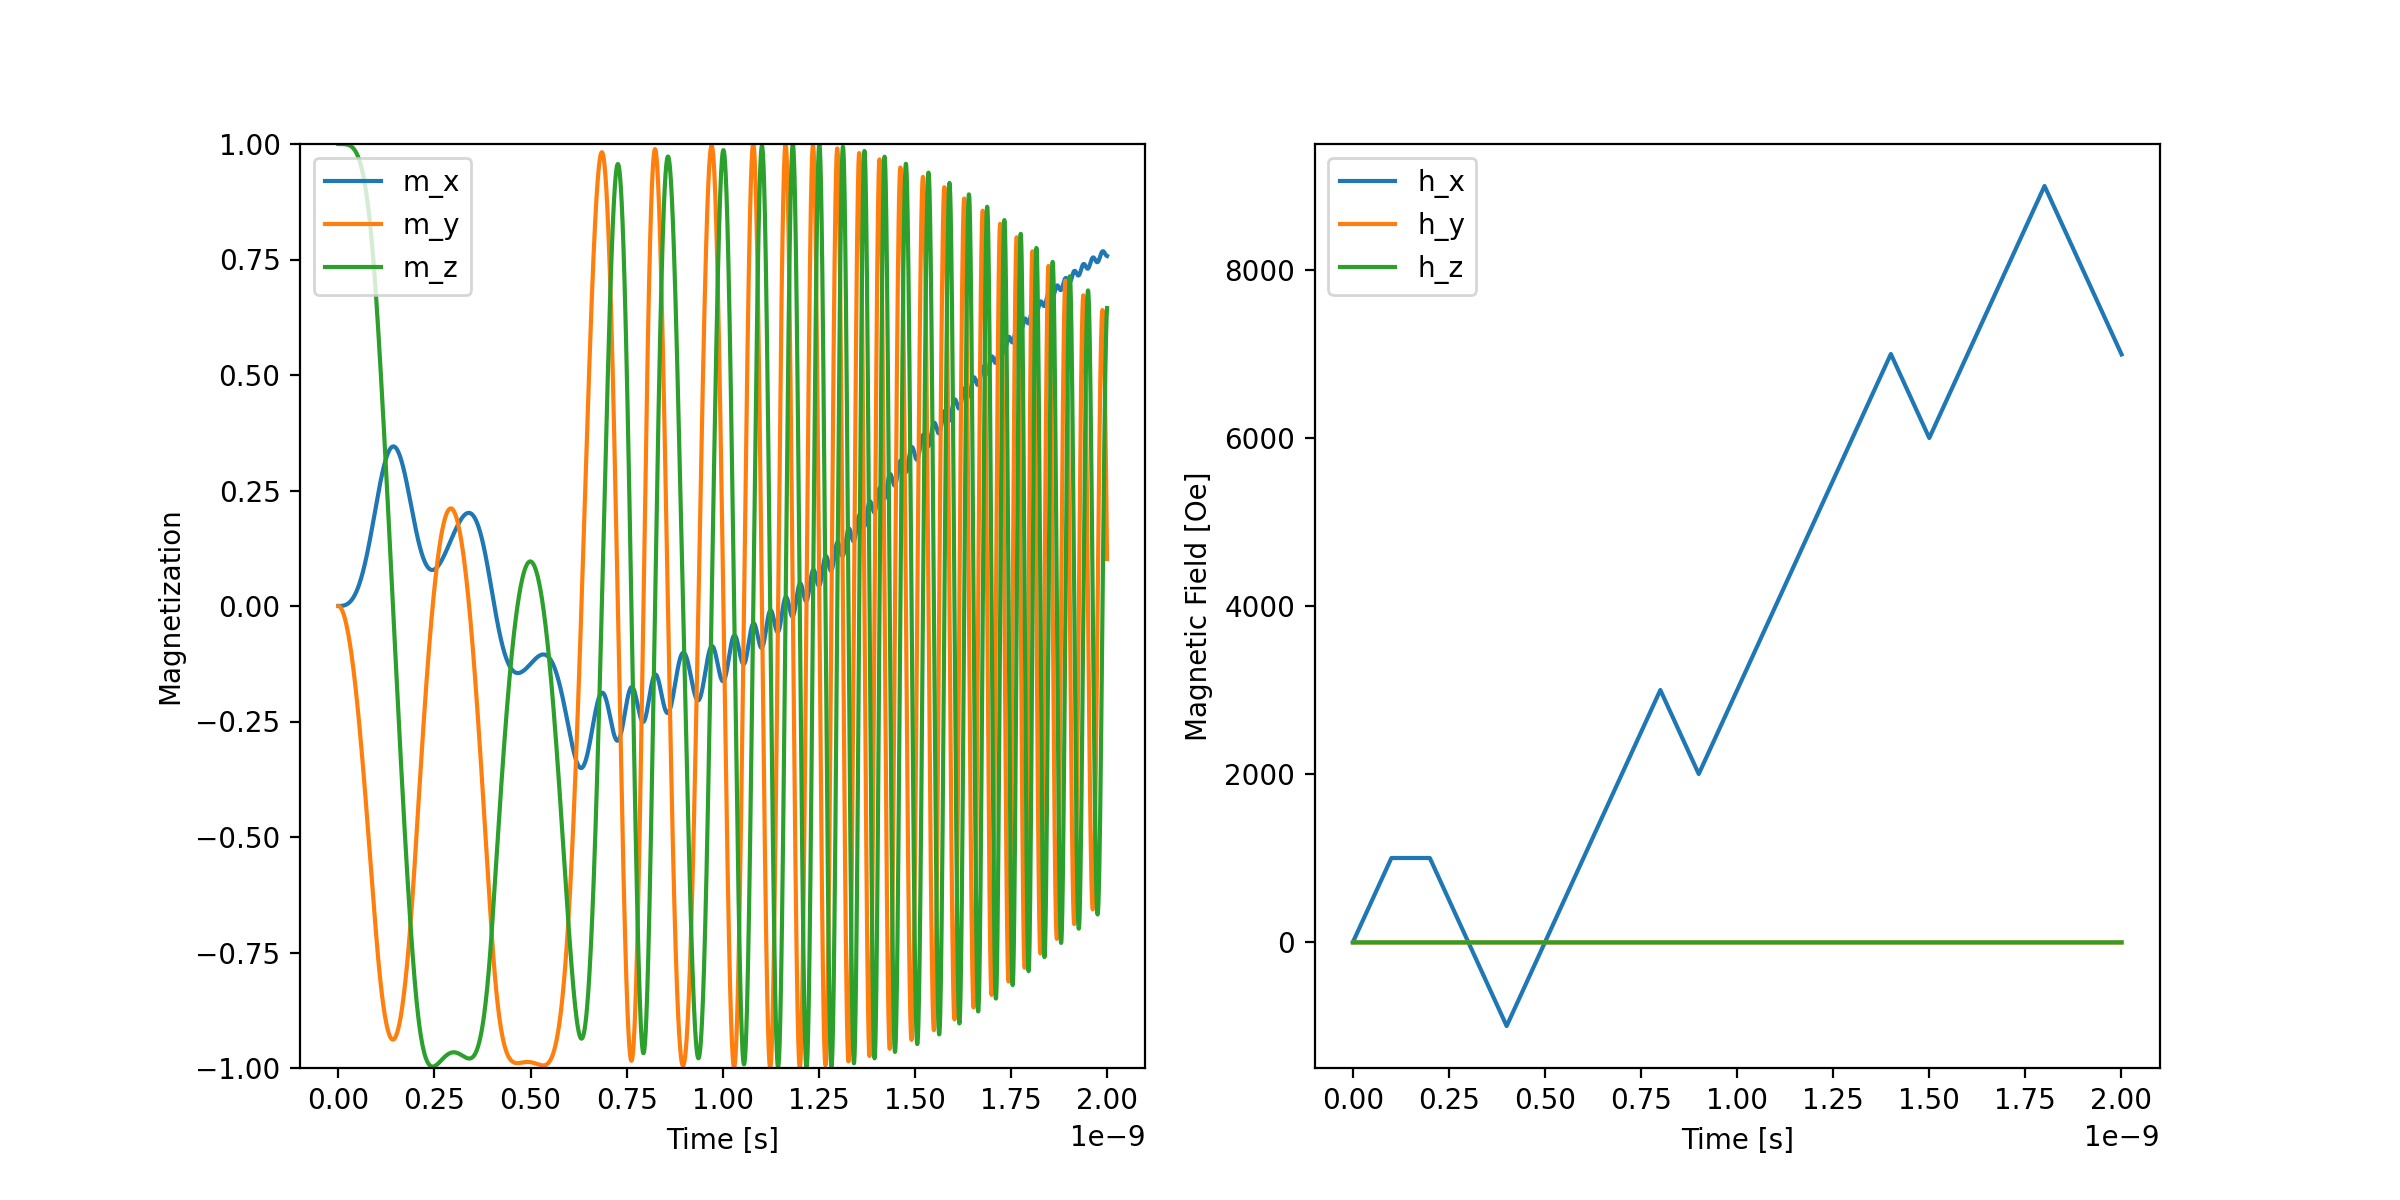 m_x
m_y
m_z
1.00
0.75
0.50
0.25
0.00
−0.25
−0.50
−0.75
−1.00
Magnetization
0.00 0.25 0.50 0.75 1.00 1.25 1.50 1.75 2.00
Time [s]
1e−9
h_x
h_y
h_z
8000
6000
4000
2000
0
Magnetic Field [Oe]
0.00 0.25 0.50 0.75 1.00 1.25 1.50 1.75 2.00
Time [s]
1e−9